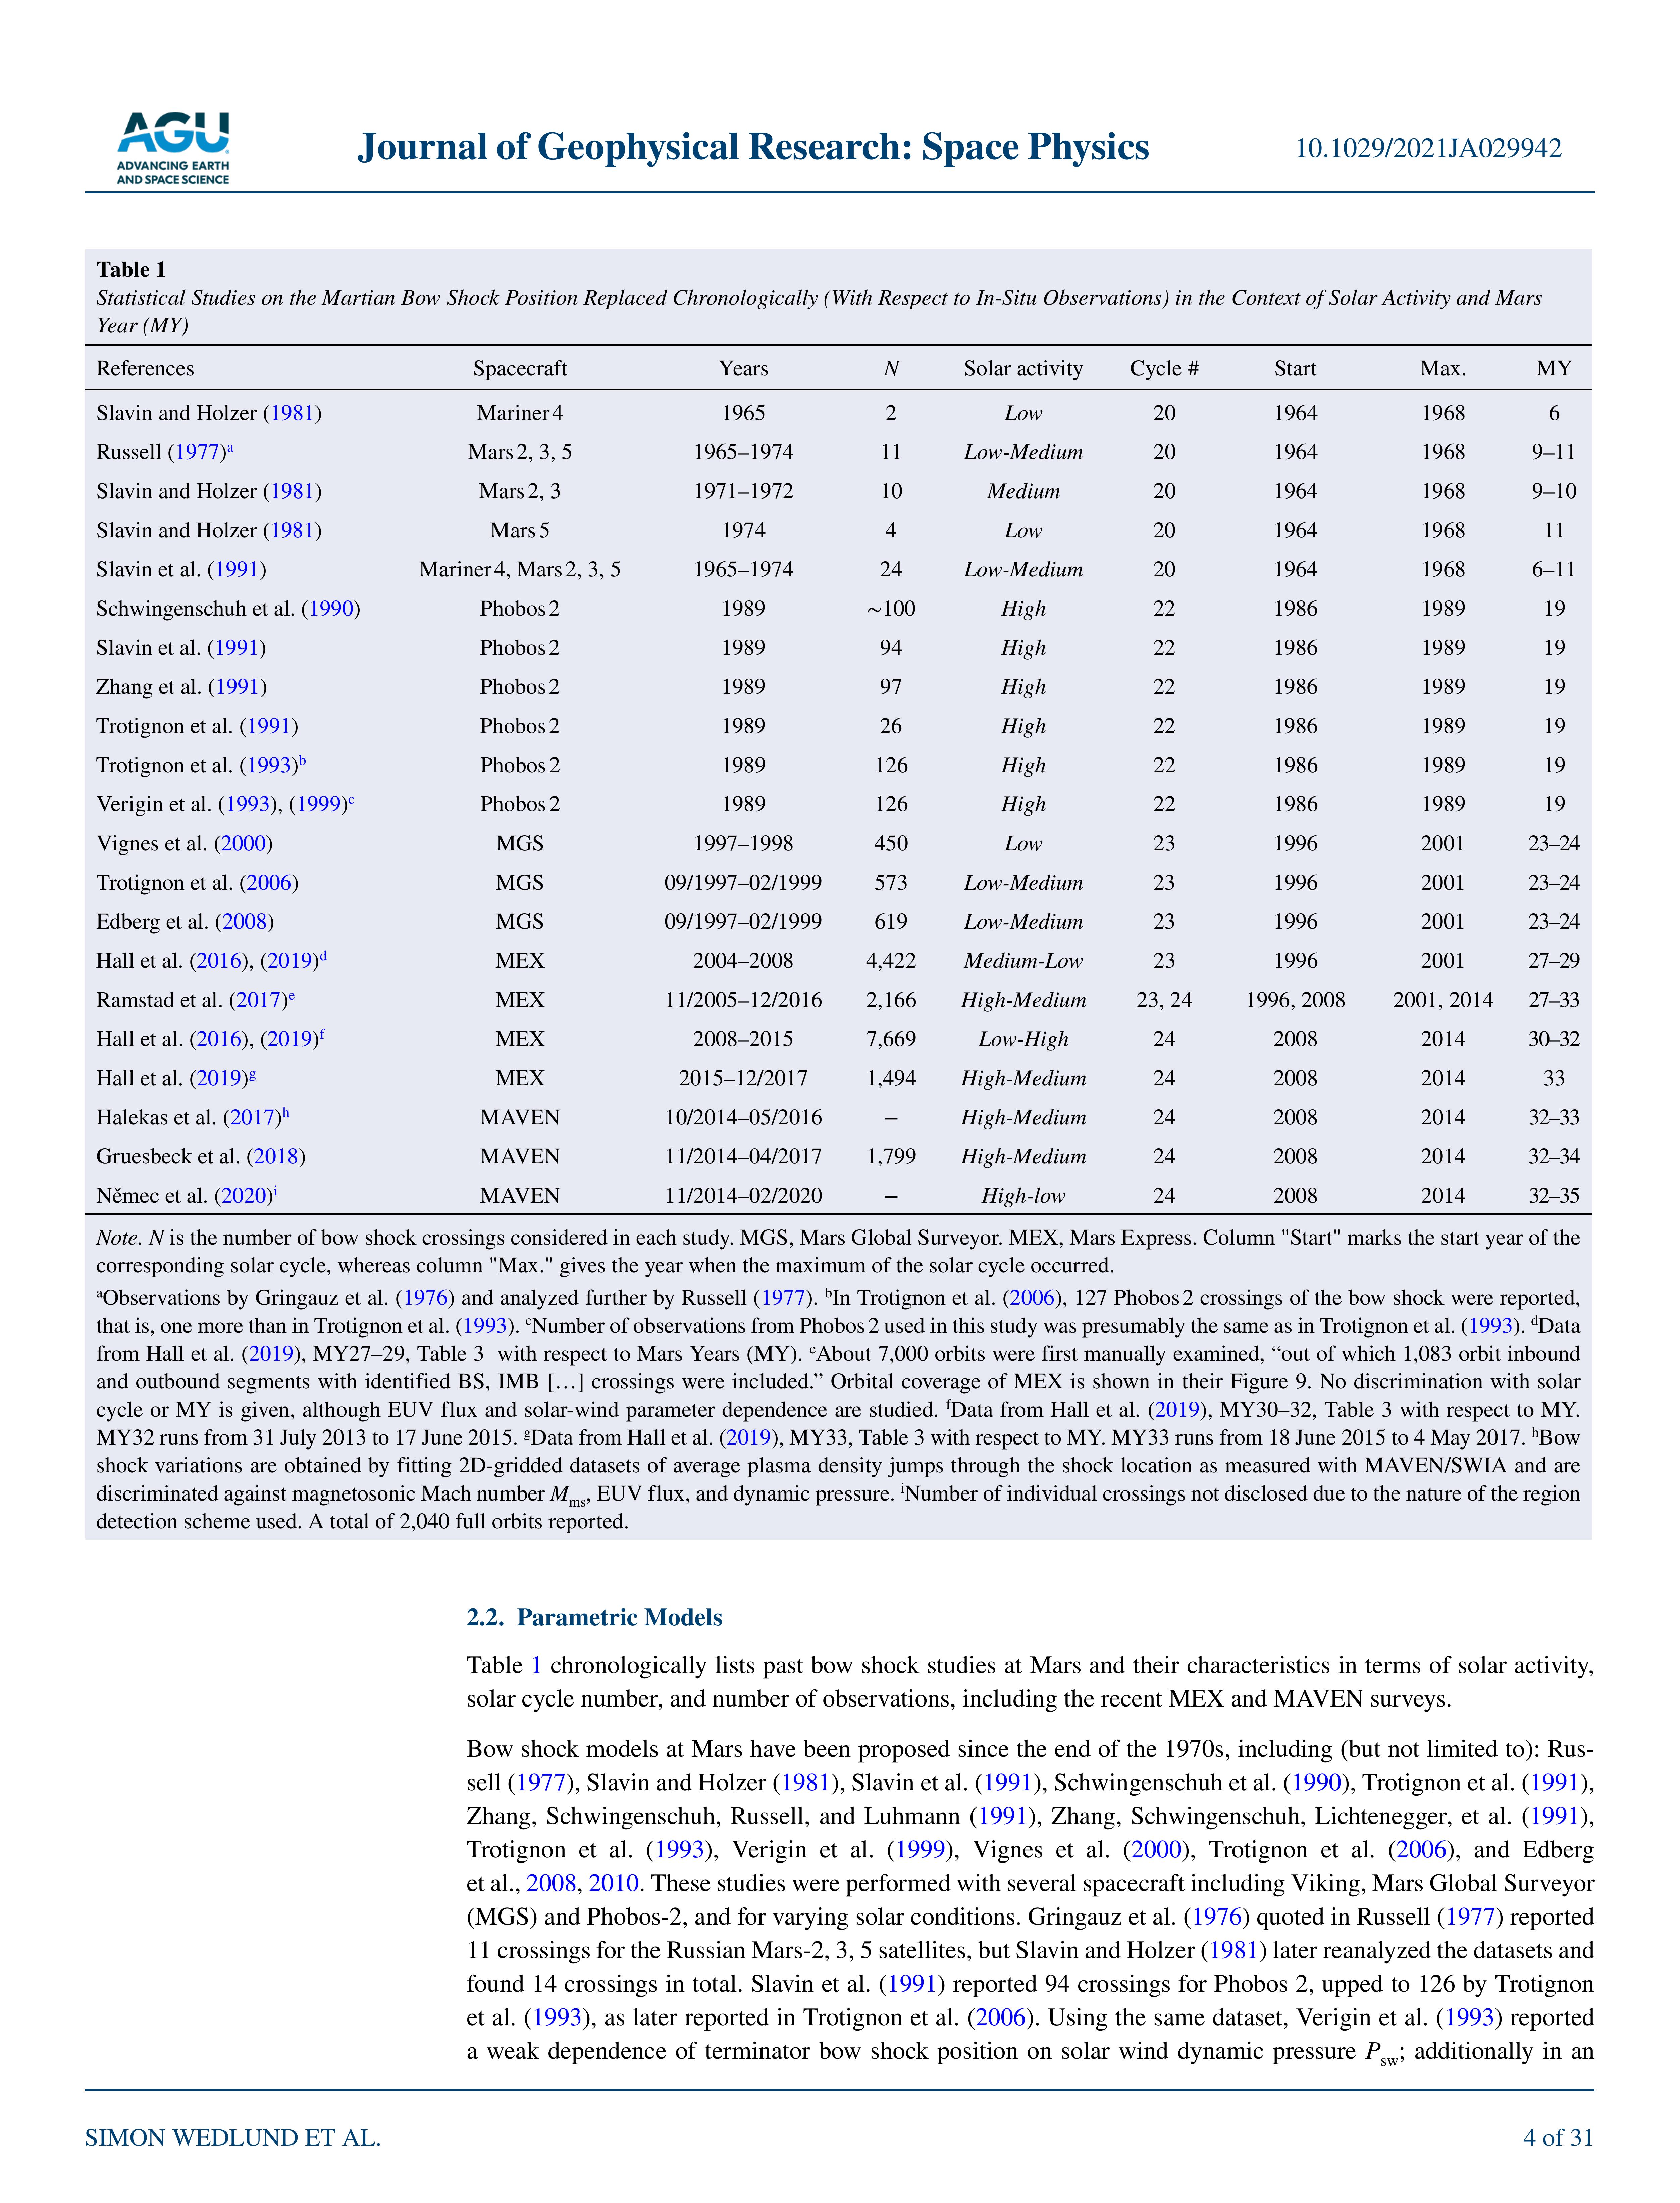 AGU
ADVANCING EARTH
AND SPACE SCIENCE
Journal of Geophysical Research: Space Physics
10.1029/2021JA029942
Table 1
Statistical Studies on the Martian Bow Shock Position Replaced Chronologically (With Respect to In-Situ Observations) in the Context of Solar Activity and Mars
Year (MY)
References Spacecraft Years N Solar activity Cycle # Start Max. MY
Slavin and Holzer (1981) Mariner 4 1965 2 Low 20 1964 1968 6
Russell (1977)ᵃ Mars 2, 3, 5 1965–1974 11 Low-Medium 20 1964 1968 9–11
Slavin and Holzer (1981) Mars 2, 3 1971–1972 10 Medium 20 1964 1968 9–10
Slavin and Holzer (1981) Mars 5 1974 4 Low 20 1964 1968 11
Slavin et al. (1991) Mariner 4, Mars 2, 3, 5 1965–1974 24 Low-Medium 20 1964 1968 6–11
Schwingenschuh et al. (1990) Phobos 2 1989 ~100 High 22 1986 1989 19
Slavin et al. (1991) Phobos 2 1989 94 High 22 1986 1989 19
Zhang et al. (1991) Phobos 2 1989 97 High 22 1986 1989 19
Trotignon et al. (1991) Phobos 2 1989 26 High 22 1986 1989 19
Trotignon et al. (1993)ᵇ Phobos 2 1989 126 High 22 1986 1989 19
Verigin et al. (1993), (1999)ᶜ Phobos 2 1989 126 High 22 1986 1989 19
Vignes et al. (2000) MGS 1997–1998 450 Low 23 1996 2001 23–24
Trotignon et al. (2006) MGS 09/1997–02/1999 573 Low-Medium 23 1996 2001 23–24
Edberg et al. (2008) MGS 09/1997–02/1999 619 Low-Medium 23 1996 2001 23–24
Hall et al. (2016), (2019)ᵈ MEX 2004–2008 4,422 Medium-Low 23 1996 2001 27–29
Ramstad et al. (2017)ᵉ MEX 11/2005–12/2016 2,166 High-Medium 23, 24 1996, 2008 2001, 2014 27–33
Hall et al. (2016), (2019)ᶠ MEX 2008–2015 7,669 Low-High 24 2008 2014 30–32
Hall et al. (2019)ᵍ MEX 2015–12/2017 1,494 High-Medium 24 2008 2014 33
Halekas et al. (2017)ʰ MAVEN 10/2014–05/2016 – High-Medium 24 2008 2014 32–33
Gruesbeck et al. (2018) MAVEN 11/2014–04/2017 1,799 High-Medium 24 2008 2014 32–34
Němec et al. (2020)ⁱ MAVEN 11/2014–02/2020 – High-low 24 2008 2014 32–35
Note. N is the number of bow shock crossings considered in each study. MGS, Mars Global Surveyor. MEX, Mars Express. Column "Start" marks the start year of the
corresponding solar cycle, whereas column "Max." gives the year when the maximum of the solar cycle occurred.
ᵃObservations by Gringauz et al. (1976) and analyzed further by Russell (1977). ᵇIn Trotignon et al. (2006), 127 Phobos 2 crossings of the bow shock were reported,
that is, one more than in Trotignon et al. (1993). ᶜNumber of observations from Phobos 2 used in this study was presumably the same as in Trotignon et al. (1993). ᵈData
from Hall et al. (2019), MY27–29, Table 3 with respect to Mars Years (MY). ᵉAbout 7,000 orbits were first manually examined, “out of which 1,083 orbit inbound
and outbound segments with identified BS, IMB […] crossings were included.” Orbital coverage of MEX is shown in their Figure 9. No discrimination with solar
cycle or MY is given, although EUV flux and solar-wind parameter dependence are studied. ᶠData from Hall et al. (2019), MY30–32, Table 3 with respect to MY.
MY32 runs from 31 July 2013 to 17 June 2015. ᵍData from Hall et al. (2019), MY33, Table 3 with respect to MY. MY33 runs from 18 June 2015 to 4 May 2017. ʰBow
shock variations are obtained by fitting 2D-gridded datasets of average plasma density jumps through the shock location as measured with MAVEN/SWIA and are
discriminated against magnetosonic Mach number Mms, EUV flux, and dynamic pressure. ⁱNumber of individual crossings not disclosed due to the nature of the region
detection scheme used. A total of 2,040 full orbits reported.
2.2. Parametric Models
Table 1 chronologically lists past bow shock studies at Mars and their characteristics in terms of solar activity,
solar cycle number, and number of observations, including the recent MEX and MAVEN surveys.
Bow shock models at Mars have been proposed since the end of the 1970s, including (but not limited to): Rus-
sell (1977), Slavin and Holzer (1981), Slavin et al. (1991), Schwingenschuh et al. (1990), Trotignon et al. (1991),
Zhang, Schwingenschuh, Russell, and Luhmann (1991), Zhang, Schwingenschuh, Lichtenegger, et al. (1991),
Trotignon et al. (1993), Verigin et al. (1999), Vignes et al. (2000), Trotignon et al. (2006), and Edberg
et al., 2008, 2010. These studies were performed with several spacecraft including Viking, Mars Global Surveyor
(MGS) and Phobos-2, and for varying solar conditions. Gringauz et al. (1976) quoted in Russell (1977) reported
11 crossings for the Russian Mars-2, 3, 5 satellites, but Slavin and Holzer (1981) later reanalyzed the datasets and
found 14 crossings in total. Slavin et al. (1991) reported 94 crossings for Phobos 2, upped to 126 by Trotignon
et al. (1993), as later reported in Trotignon et al. (2006). Using the same dataset, Verigin et al. (1993) reported
a weak dependence of terminator bow shock position on solar wind dynamic pressure Psw; additionally in an
SIMON WEDLUND ET AL.
4 of 31